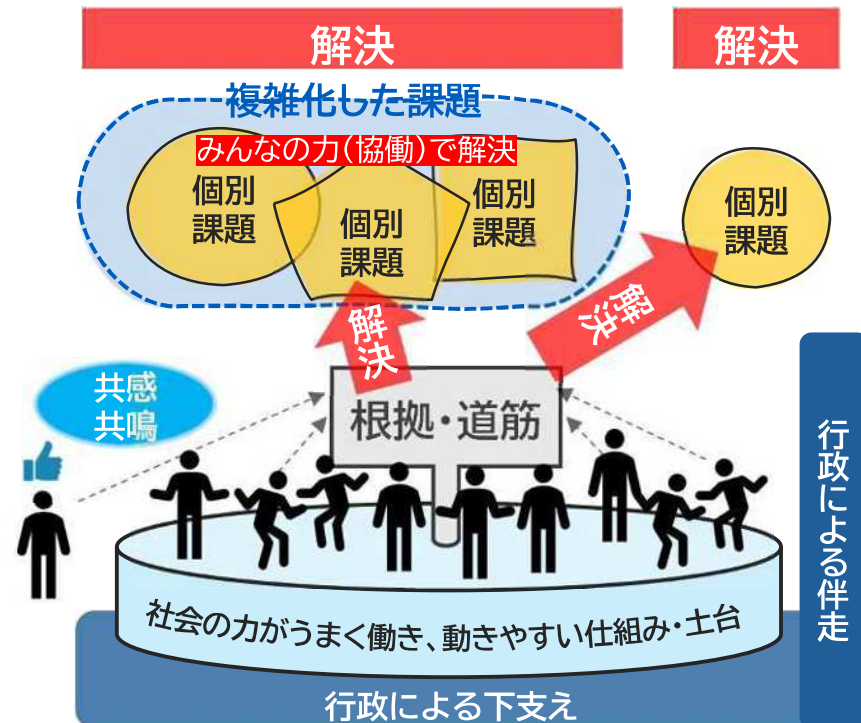 解決
解決
複雑化した課題
みんなの力(協働)で解決
個別
課題
個別
課題
個別
課題
個別
課題
解決
解決
共感
共鳴
根拠・道筋
社会の力がうまく働き、動きやすい仕組み・土台
行政による下支え
行政による伴走